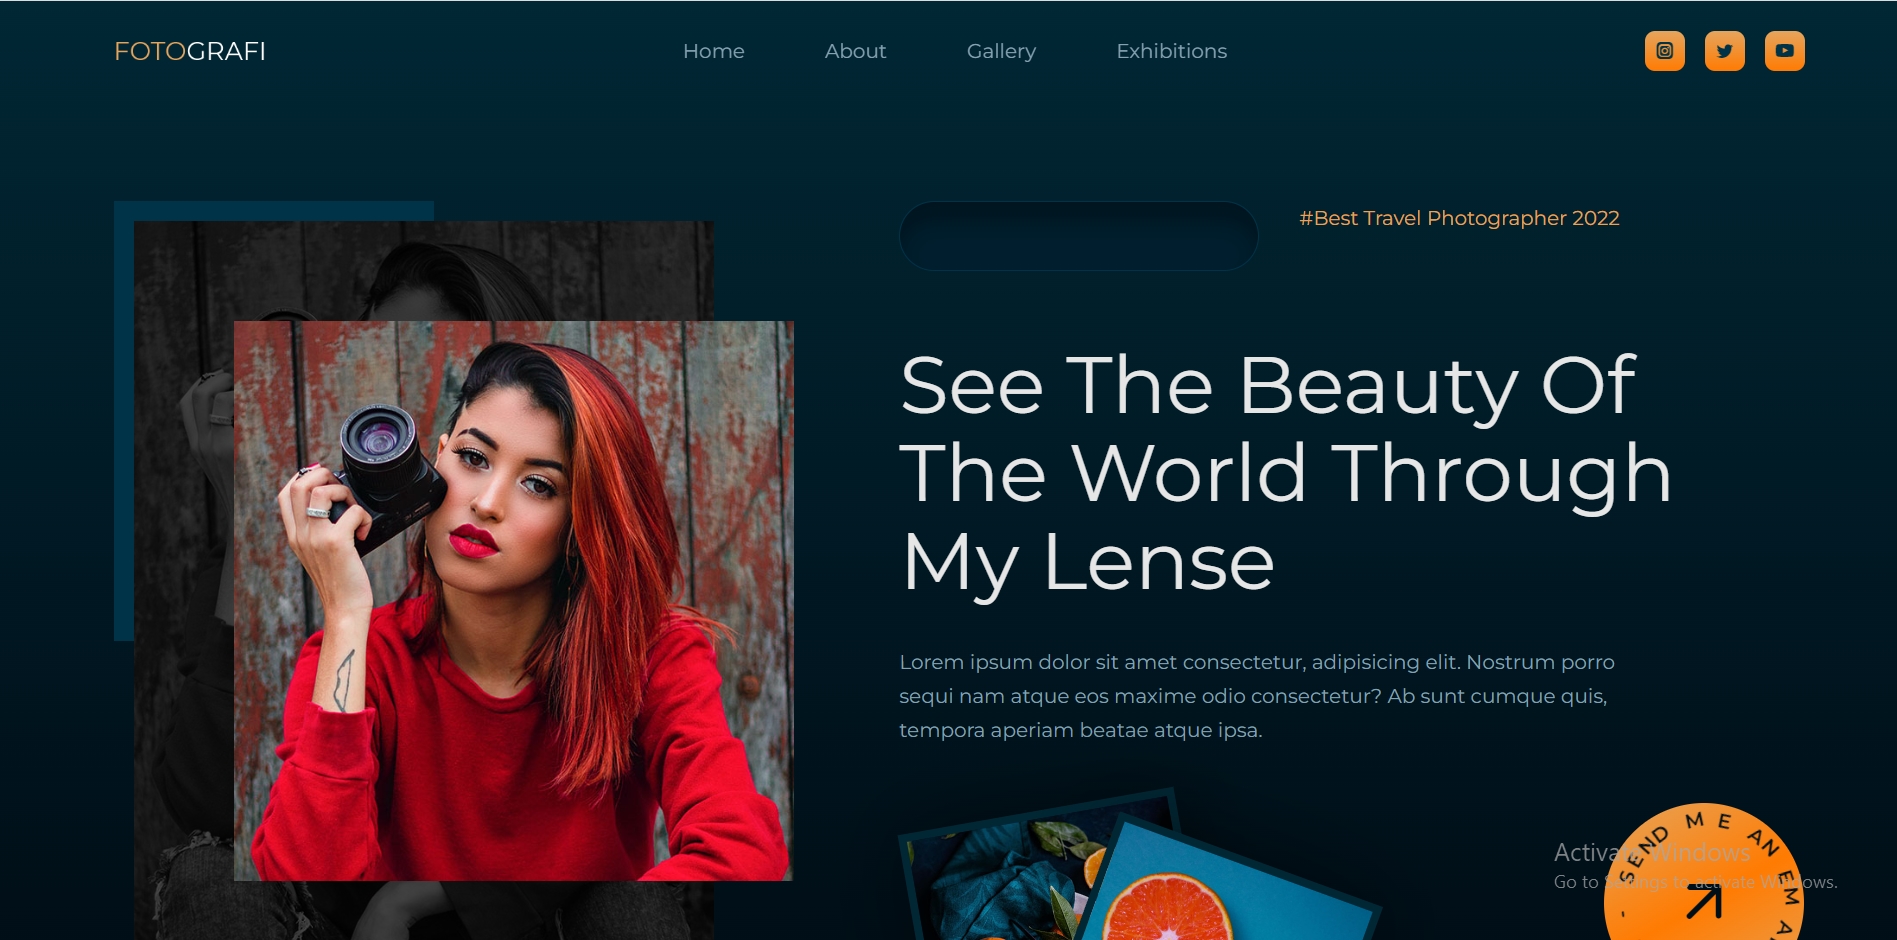 FOTOGRAFI
Home
About
Gallery
Exhibitions
#Best Travel Photographer 2022
See The Beauty Of
The World Through
My Lense
Lorem ipsum dolor sit amet consectetur, adipisicing elit. Nostrum porro
sequi nam atque eos maxime odio consectetur? Ab sunt cumque quis,
tempora aperiam beatae atque ipsa.
- SEND ME AN EMA
Activate Windows
Go to Settings to activate Windows.